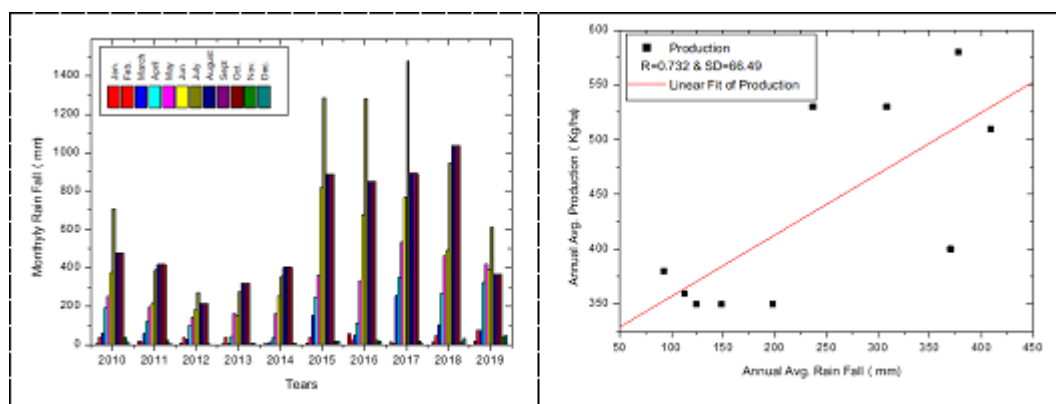 Jan.
Feb.
March
April
May
Jun.
July
August
Sept.
Oct.
Nov.
Dec.
1400
1200
1000
800
600
400
200
0
Monthyly Rain Fall ( mm)
2010 2011 2012 2013 2014 2015 2016 2017 2018 2019
Tears
600
550
500
450
400
350
Annual Avg. Production ( Kg/ha)
Production
R=0.732 & SD=66.49
Linear Fit of Production
50 100 150 200 250 300 350 400 450
Annual Avg. Rain Fall ( mm)